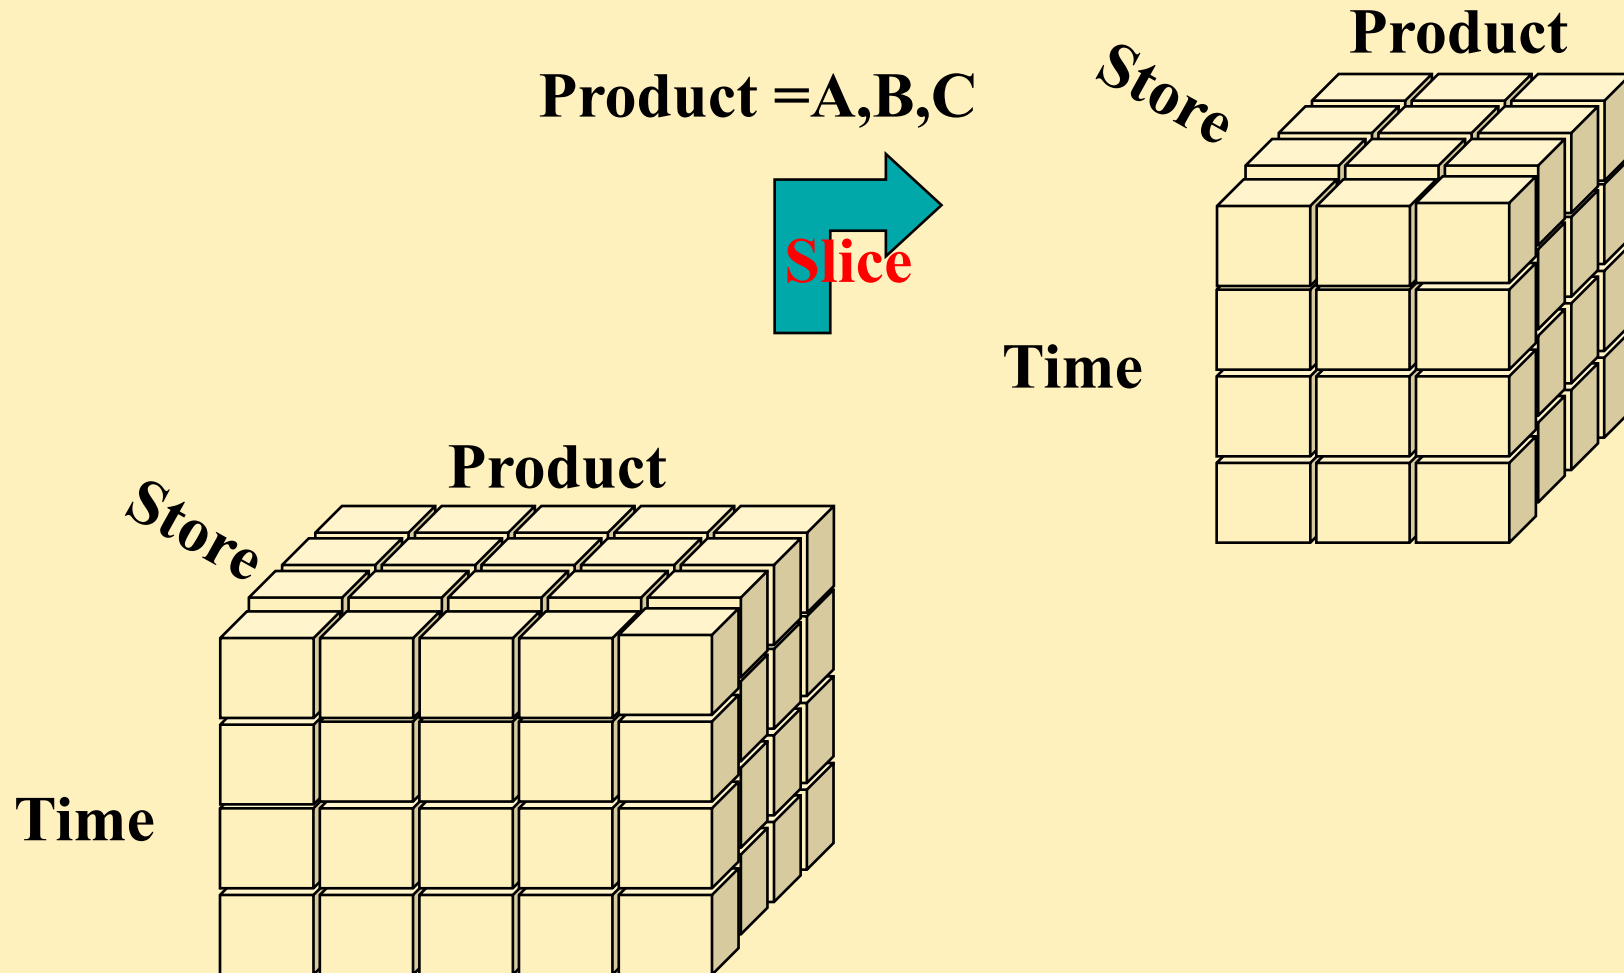 Product
Store
Product =A,B,C
Slice
Time
Product
Store
Time